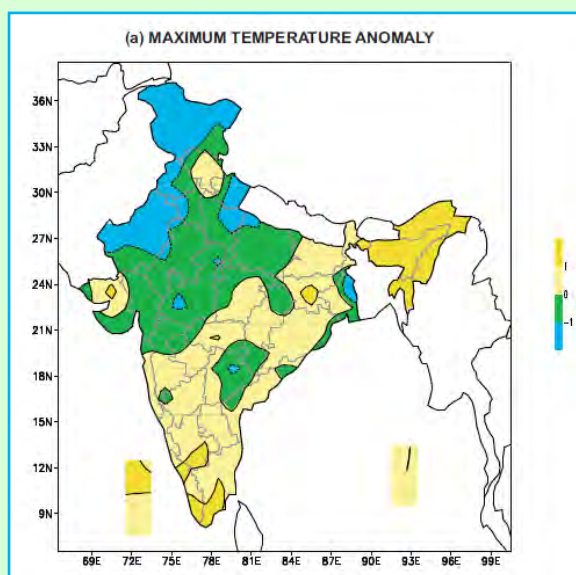 (a) MAXIMUM TEMPERATURE ANOMALY
36N
33N
30N
27N
24N
21N
18N
15N
12N
9N
69E 72E 75E 78E 81E 84E 87E 90E 93E 96E 99E
1
0
-1